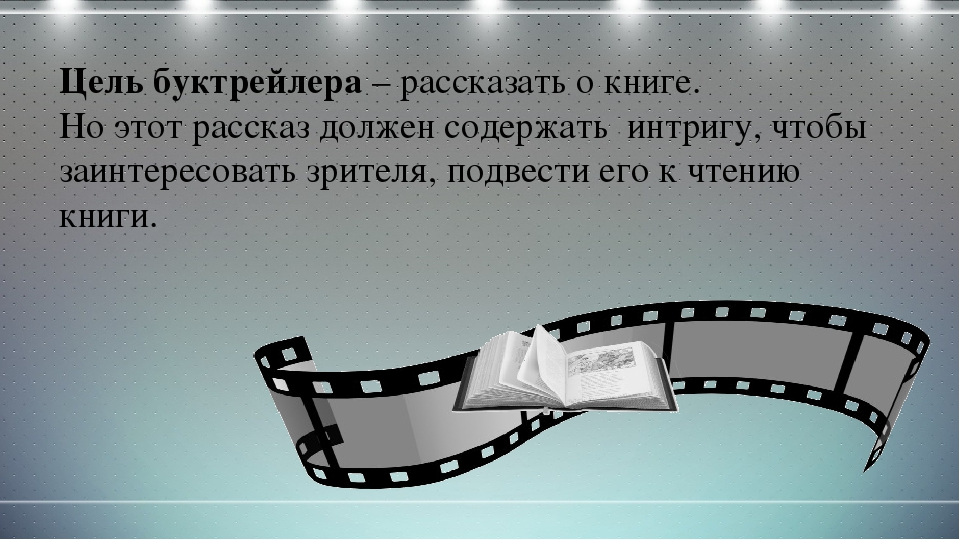 Цель буктрейлера – рассказать о книге.
Но этот рассказ должен содержать  интригу, чтобы
заинтересовать зрителя, подвести его к чтению
книги.